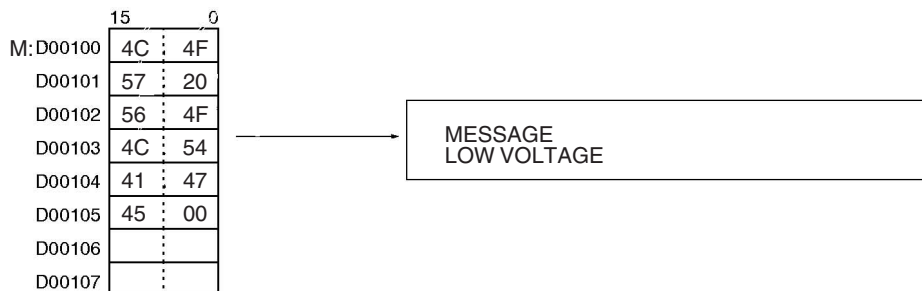 15 0
M: D00100 4C 4F
D00101 57 20
D00102 56 4F
D00103 4C 54
D00104 41 47
D00105 45 00
D00106
D00107
MESSAGE
LOW VOLTAGE